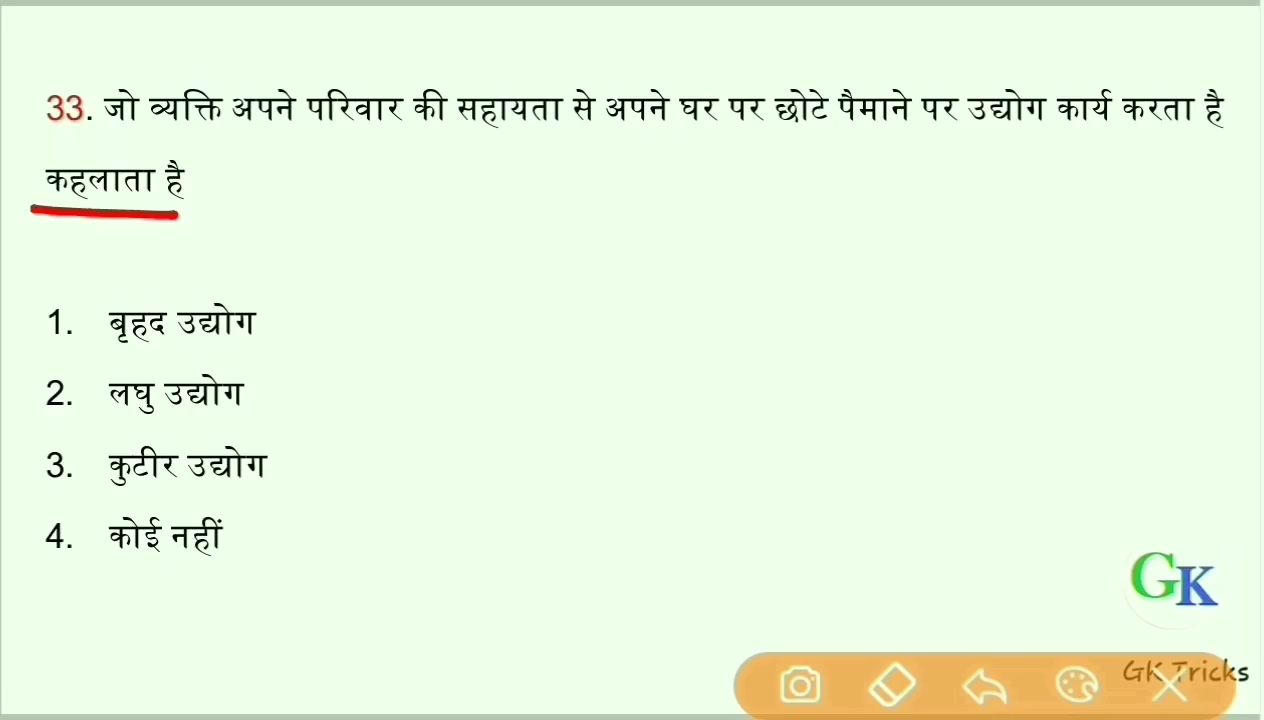 33. जो व्यक्ति अपने परिवार की सहायता से अपने घर पर छोटे पैमाने पर उद्योग कार्य करता है
कहलाता है
1. बृहद उद्योग
2. लघु उद्योग
3. कुटीर उद्योग
4. कोई नहीं
GK
GK Tricks